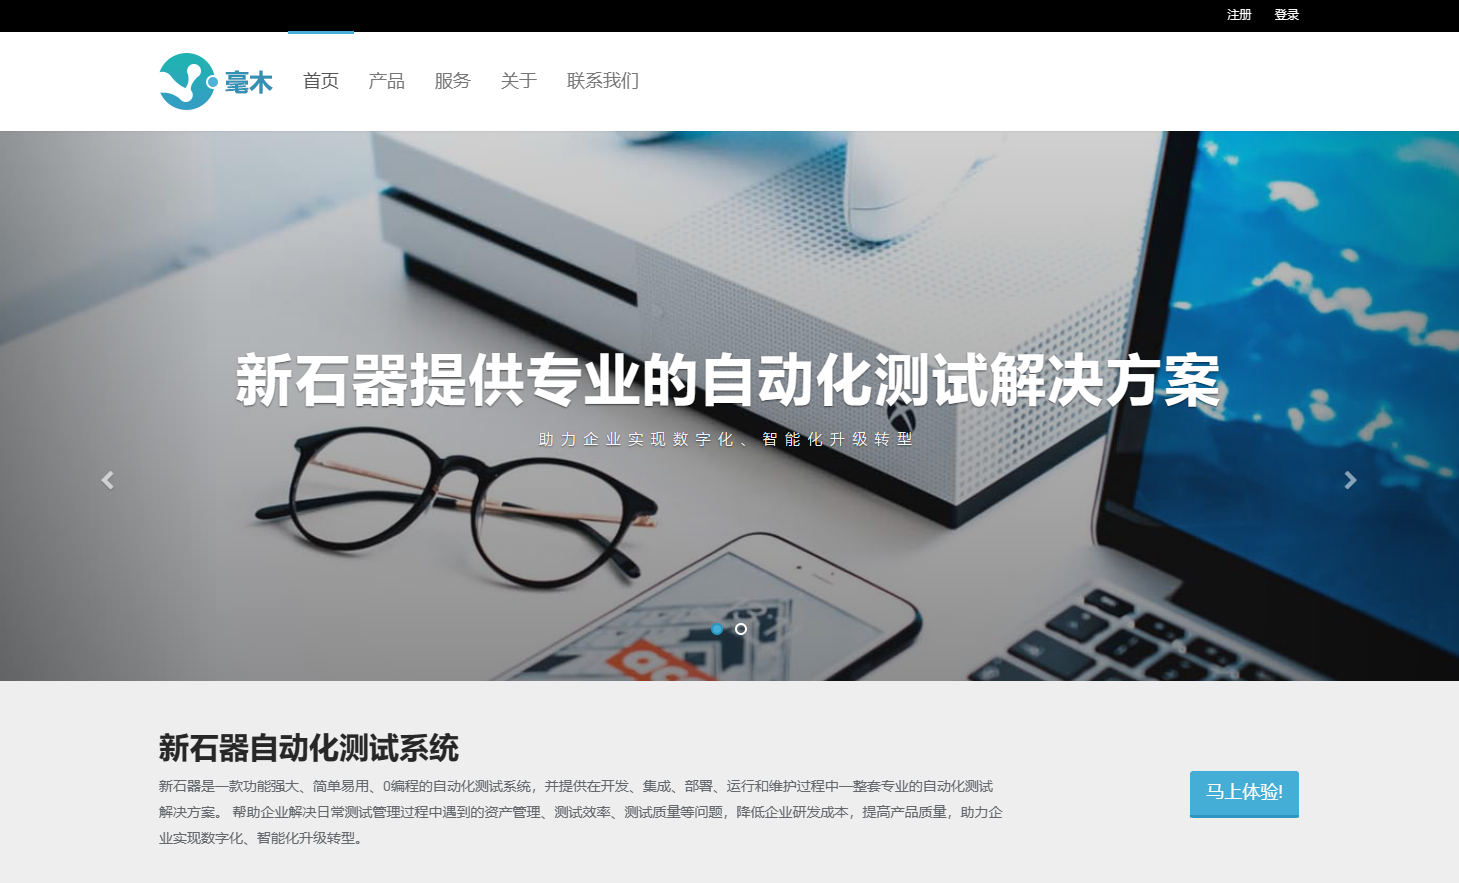 注册 登录
毫木 首页 产品 服务 关于 联系我们
新石器提供专业的自动化测试解决方案
助力企业实现数字化、智能化升级转型
新石器自动化测试系统
新石器是一款功能强大、简单易用、0编程的自动化测试系统，并提供在开发、集成、部署、运行和维护过程中一整套专业的自动化测试
解决方案。 帮助企业解决日常测试管理过程中遇到的资产管理、测试效率、测试质量等问题，降低企业研发成本，提高产品质量，助力企
业实现数字化、智能化升级转型。
马上体验!